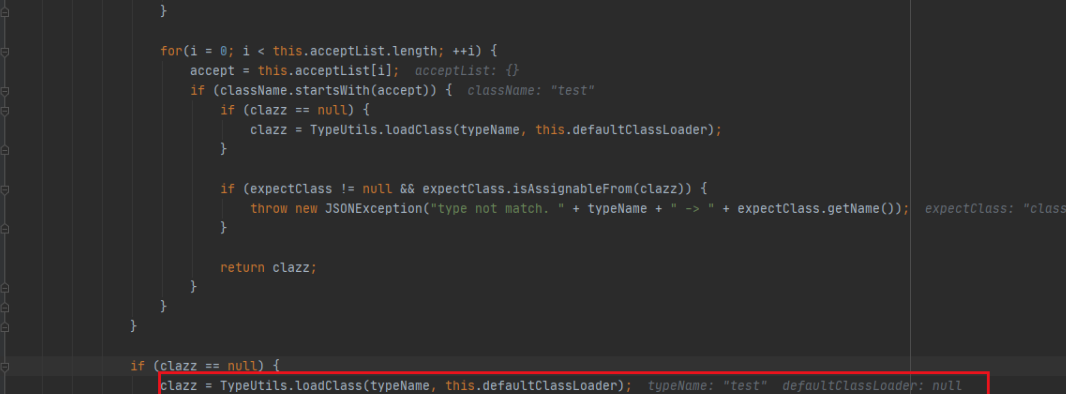 }
for(i = 0; i < this.acceptList.length; ++i) {
accept = this.acceptList[i]; acceptList: {}
if (className.startsWith(accept)) { className: "test"
if (clazz == null) {
clazz = TypeUtils.loadClass(typeName, this.defaultClassLoader);
}
if (expectClass != null && expectClass.isAssignableFrom(clazz)) {
throw new JSONException("type not match. " + typeName + " -> " + expectClass.getName()); expectClass: "class
}
return clazz;
}
}
}
if (clazz == null) {
clazz = TypeUtils.loadClass(typeName, this.defaultClassLoader); typeName: "test" defaultClassLoader: null